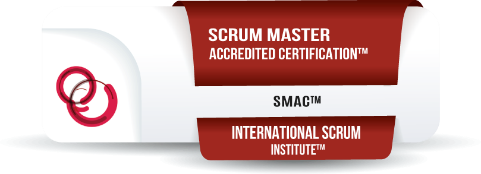 SCRUM MASTER
ACCREDITED CERTIFICATION™
SMAC™
INTERNATIONAL SCRUM
INSTITUTE™